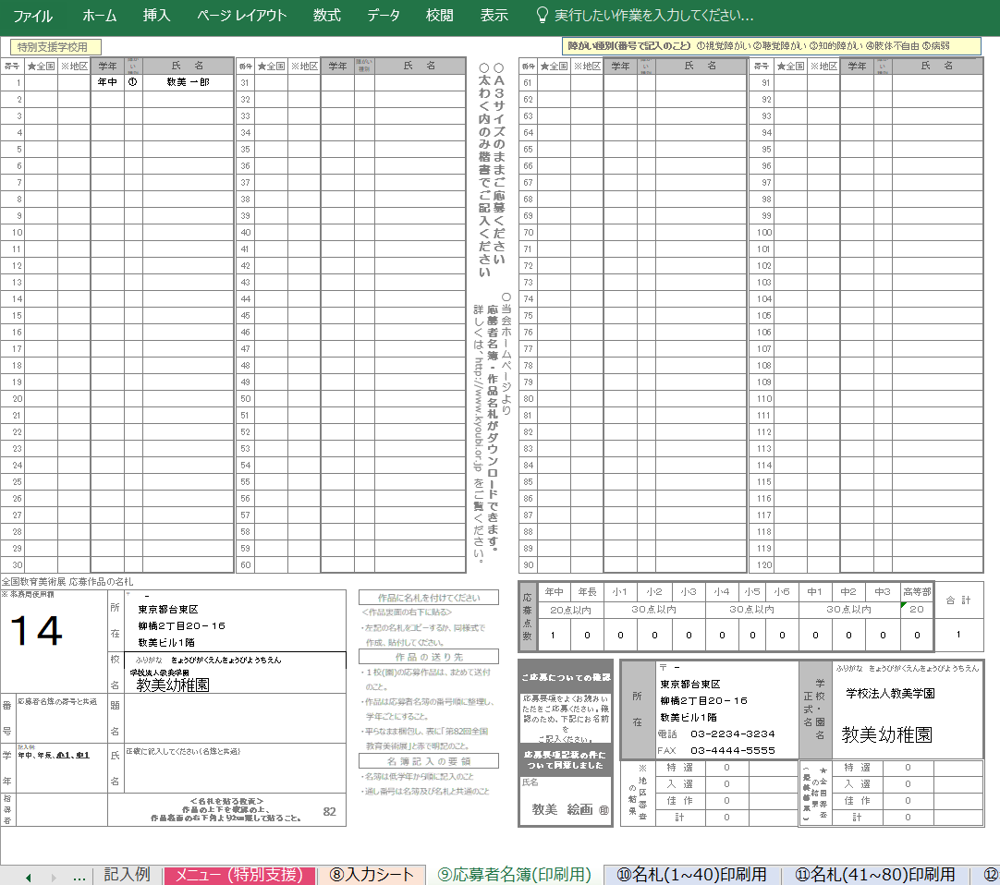 ファイル ホーム 挿入 ページ レイアウト 数式 データ 校閲 表示 実行したい作業を入力してください...
特別支援学校用
障がい種別(番号で記入のこと) ①視覚障がい ②聴覚障がい ③知的障がい ④肢体不自由 ⑤病弱
番号 ★全国 ※地区 学年 障がい種別 氏 名 番号 ★全国 ※地区 学年 障がい種別 氏 名
1 年中 ① 教美 一郎 31
2 32
3 33
4 34
5 35
6 36
7 37
8 38
9 39
10 40
11 41
12 42
13 43
14 44
15 45
16 46
17 47
18 48
19 49
20 50
21 51
22 52
23 53
24 54
25 55
26 56
27 57
28 58
29 59
30 60
○A3サイズのままご応募ください
○太わく内のみ楷書でご記入ください
○当会ホームページより
応募者名簿・作品名札がダウンロードできます。
詳しくは、http://www.kyoubi.or.jp をご覧ください。
番号 ★全国 ※地区 学年 障がい種別 氏 名 番号 ★全国 ※地区 学年 障がい種別 氏 名
61 91
62 92
63 93
64 94
65 95
66 96
67 97
68 98
69 99
70 100
71 101
72 102
73 103
74 104
75 105
76 106
77 107
78 108
79 109
80 110
81 111
82 112
83 113
84 114
85 115
86 116
87 117
88 118
89 119
90 120
全国教育美術展 応募作品の名札
※ 事務局使用欄
14
所在
〒 -
東京都台東区
柳橋2丁目20-16
教美ビル1階
校名
ふりがな きょうびがくえんきょうびようちえん
学校法人教美学園
教美幼稚園
番号
応募者名簿の番号と共通
題名
学年
記入例
年中、年長、小1、中1
氏名
正確に記入してください(名簿と共通)
指導者
<名札を貼る位置>
作品の上下を確認の上、
作品裏面の右下角より2cm離して貼ること。
82
作品に名札を付けてください
<作品裏面の右下に貼る>
・左記の名札をコピーするか、同様式で
作成、貼付してください。
作品の送り先
・1校(園)の応募作品は、まとめて送付
のこと。
・作品は応募者名簿の番号順に整理し、
学年ごとにすること。
・平らなまま梱包し、表に「第82回全国
教育美術展」と赤で明記のこと。
名簿記入の要領
・名簿は低学年から順に記入のこと
・通し番号は名簿及び名札と共通のこと
応募点数
年中 年長 小1 小2 小3 小4 小5 小6 中1 中2 中3 高等部 合 計
20点以内 30点以内 30点以内 30点以内 20
1 0 0 0 0 0 0 0 0 0 0 0 1
ご応募についての確認
応募要項をよくお読みい
ただきご応募ください。確
認のため、下記にお名前
を
ご記入ください。
応募要項記載の件に
ついて同意しました
氏名
教美 絵画 ㊞
所在
〒 -
東京都台東区
柳橋2丁目20-16
教美ビル1階
電話 03-2234-3234
FAX 03-4444-5555
学校・園
正式名名
ふりがな きょうびがくえんきょうびようちえん
学校法人教美学園
教美幼稚園
※地区審査の結果
特 選 0
入 選 0
佳 作 0
計 0
★全国審査の結果(最終結果)
特 選 0
入 選 0
佳 作 0
計 0
... 記入例 メニュー (特別支援) ⑧入力シート ⑨応募者名簿(印刷用) ⑩名札(1~40)印刷用 ⑪名札(41~80)印刷用 ⑫